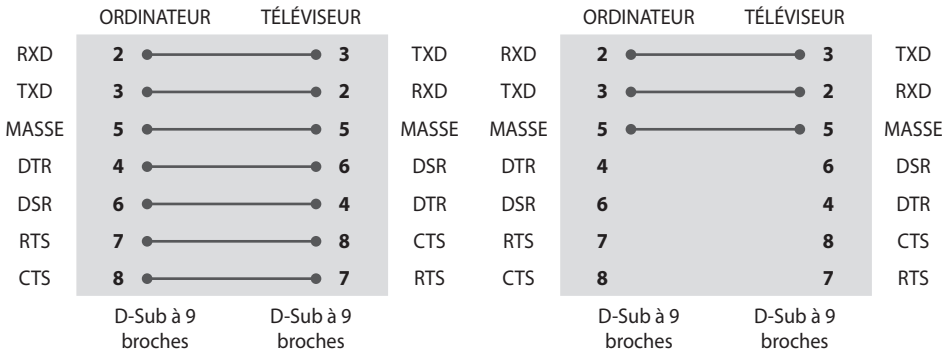 ORDINATEUR TÉLÉVISEUR ORDINATEUR TÉLÉVISEUR
RXD 2 3 TXD RXD 2 3 TXD
TXD 3 2 RXD TXD 3 2 RXD
MASSE 5 5 MASSE MASSE 5 5 MASSE
DTR 4 6 DSR DTR 4 6 DSR
DSR 6 4 DTR DSR 6 4 DTR
RTS 7 8 CTS RTS 7 8 CTS
CTS 8 7 RTS CTS 8 7 RTS
D-Sub à 9 D-Sub à 9 D-Sub à 9 D-Sub à 9
broches broches broches broches